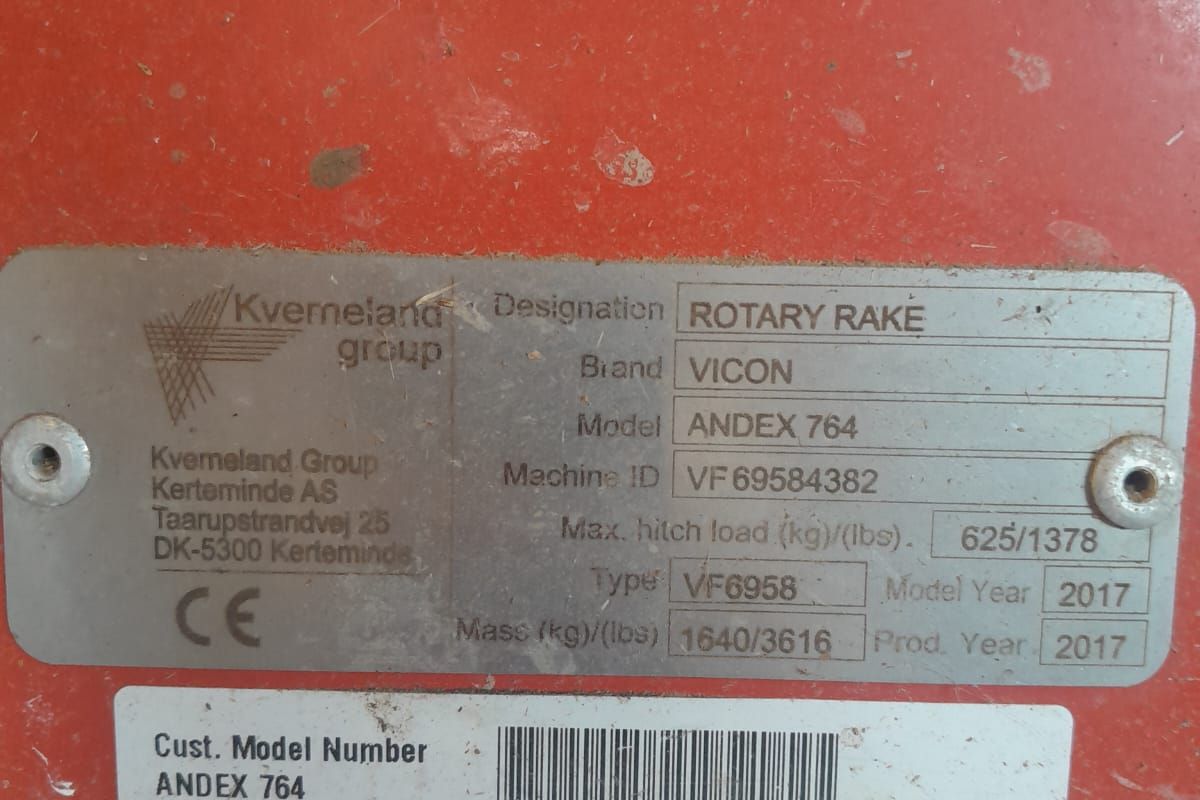 Kverneland
group
Kverneland Group
Kerteminde AS
Taarupstrandvej 25
DK-5300 Kerteminde
CE
Designation ROTARY RAKE
Brand VICON
Model ANDEX 764
Machine ID VF69584382
Max. hitch load (kg)/(lbs). 625/1378
Type VF6958 Model Year 2017
Mass (kg)/(lbs) 1640/3616 Prod. Year 2017
Cust. Model Number
ANDEX 764